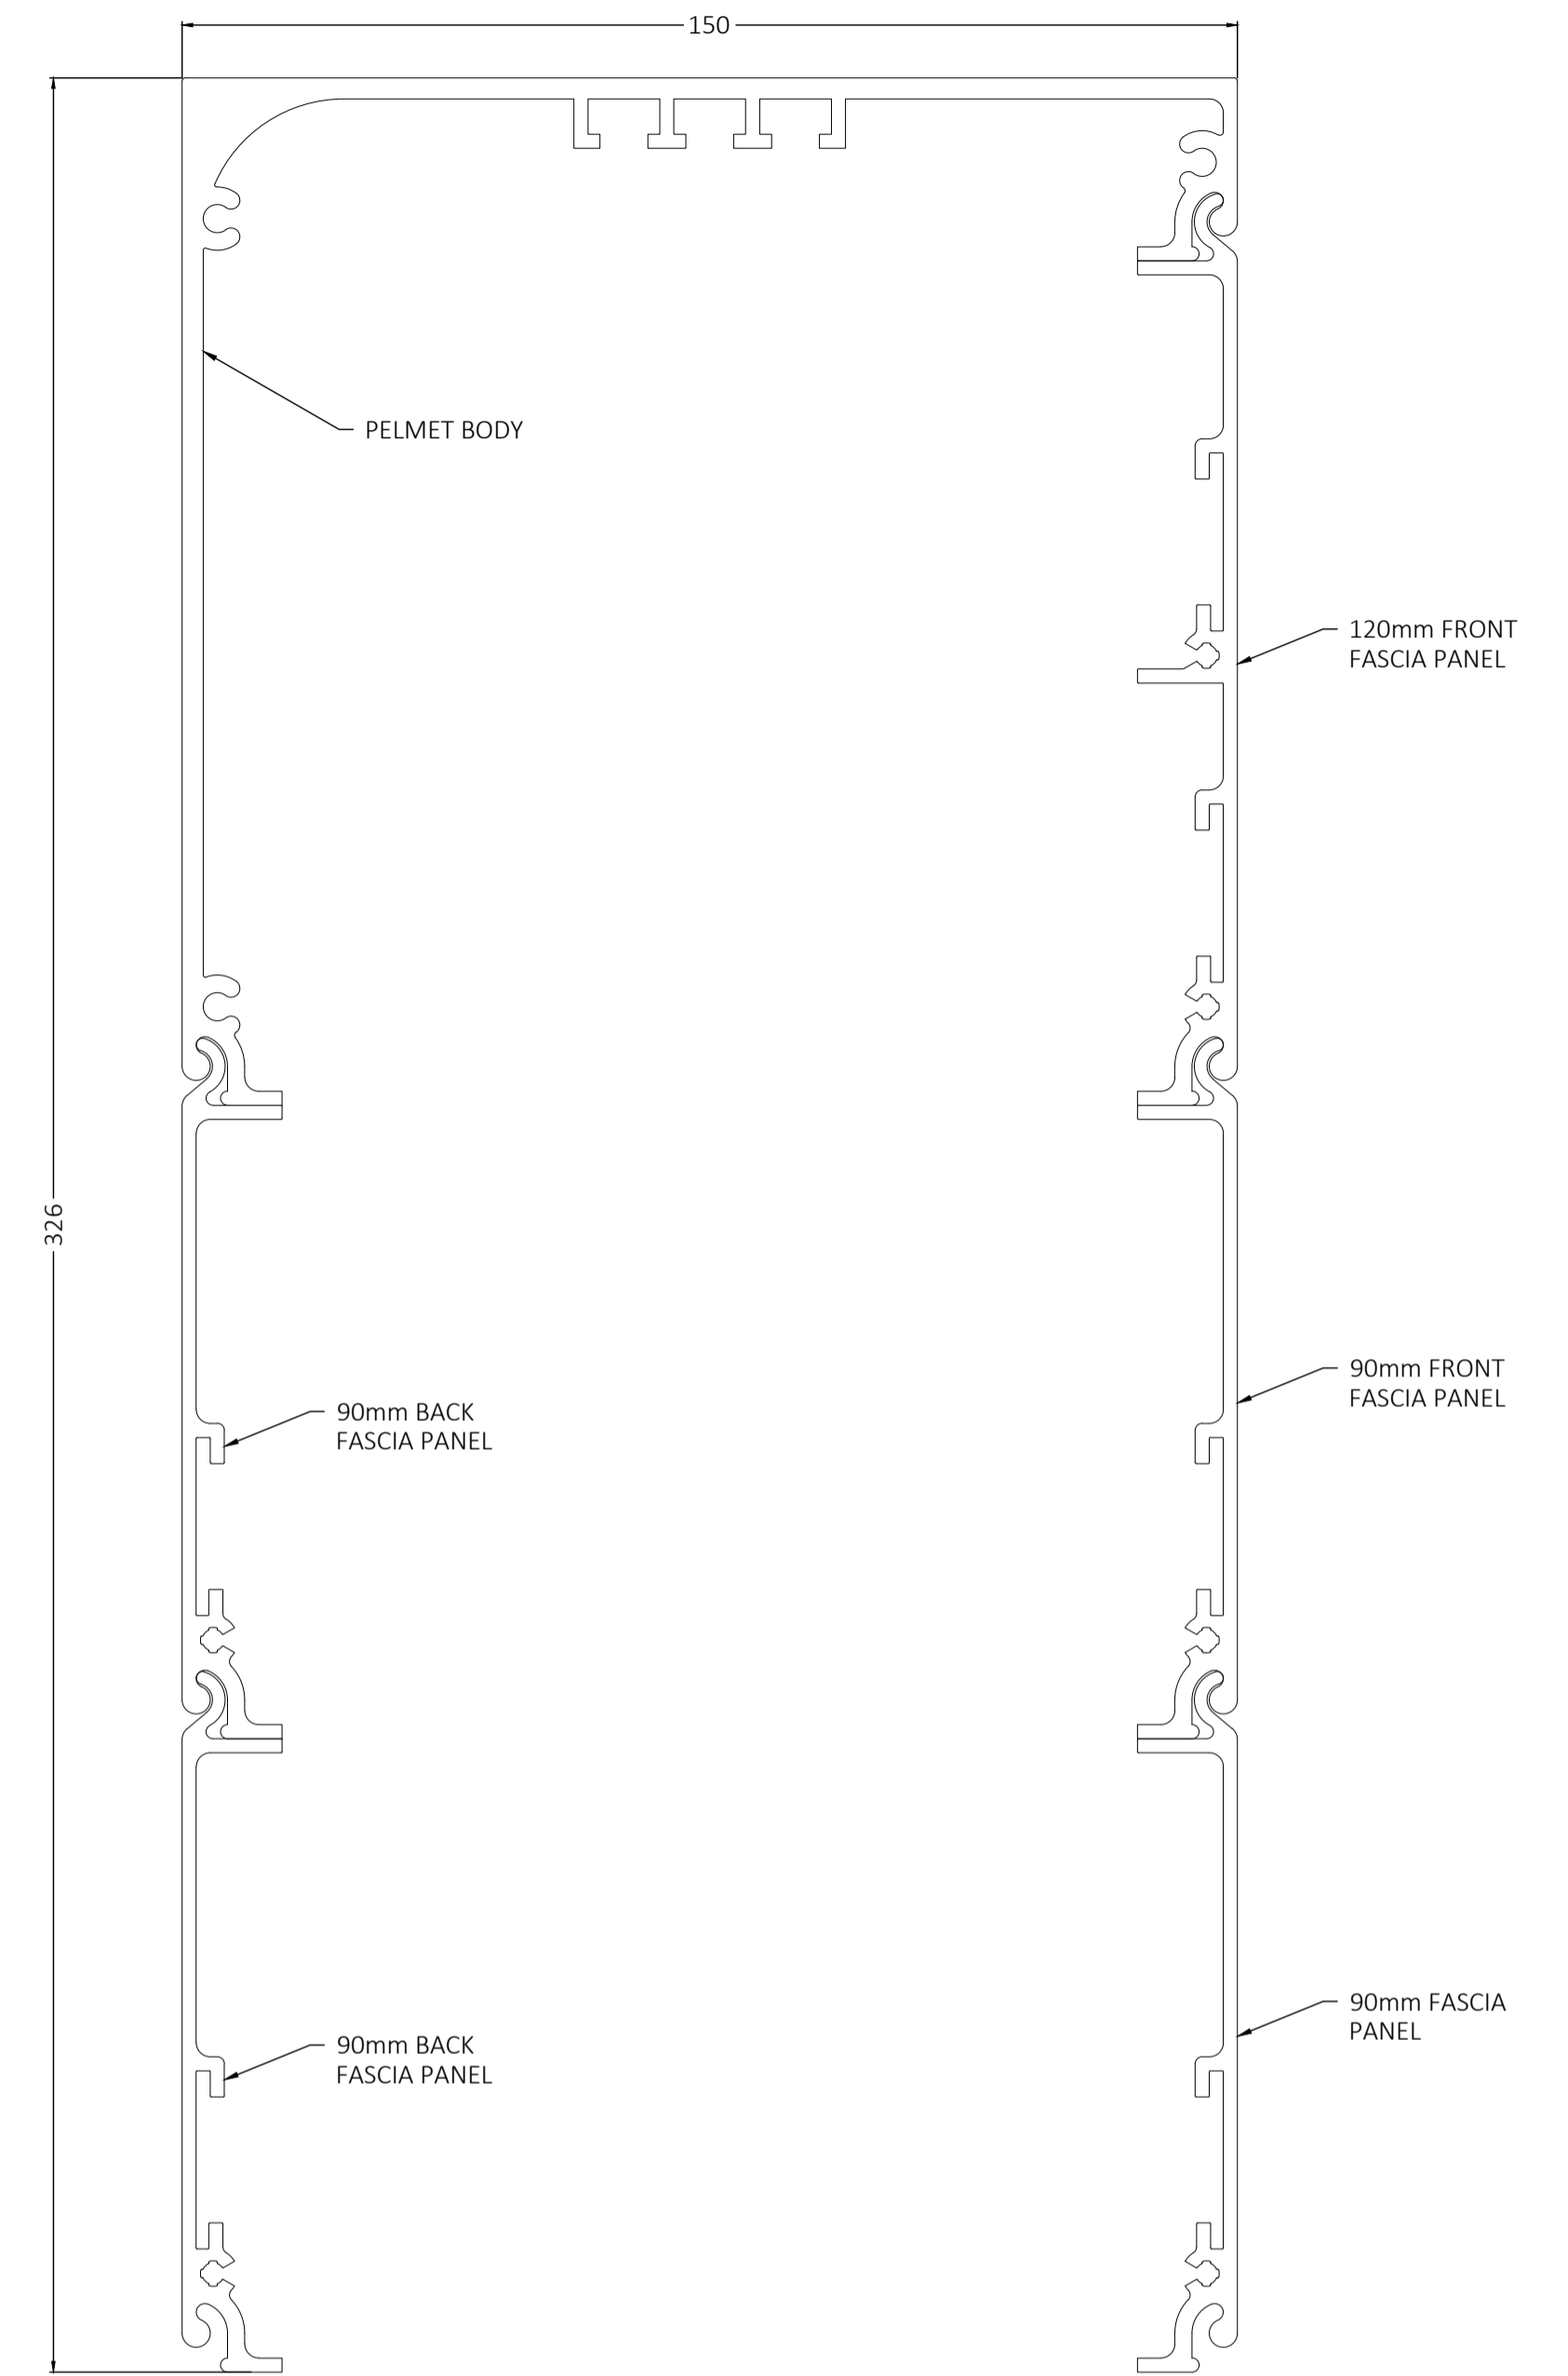 150
PELMET BODY
120mm FRONT
FASCIA PANEL
326
90mm FRONT
FASCIA PANEL
90mm BACK
FASCIA PANEL
90mm FASCIA
PANEL
90mm BACK
FASCIA PANEL